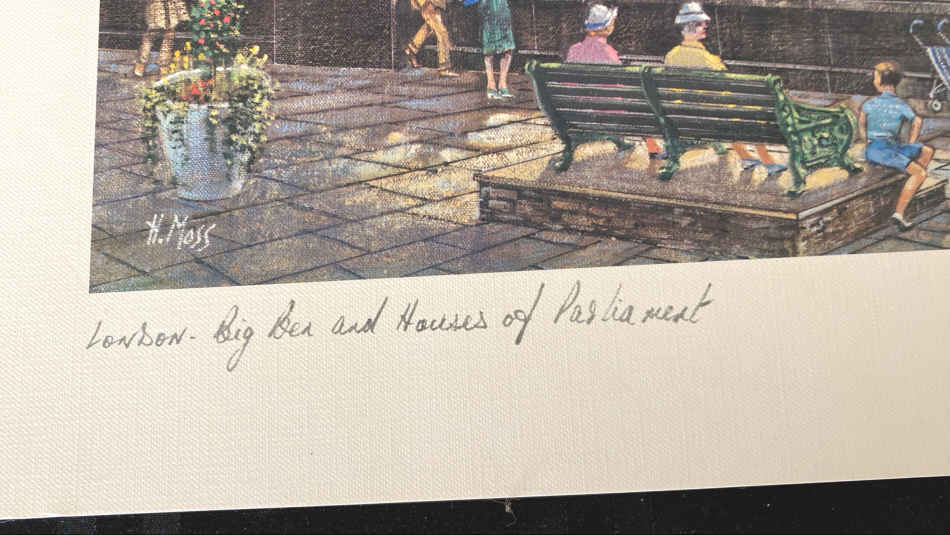 H. Moss
London - Big Ben and Houses of Parliament